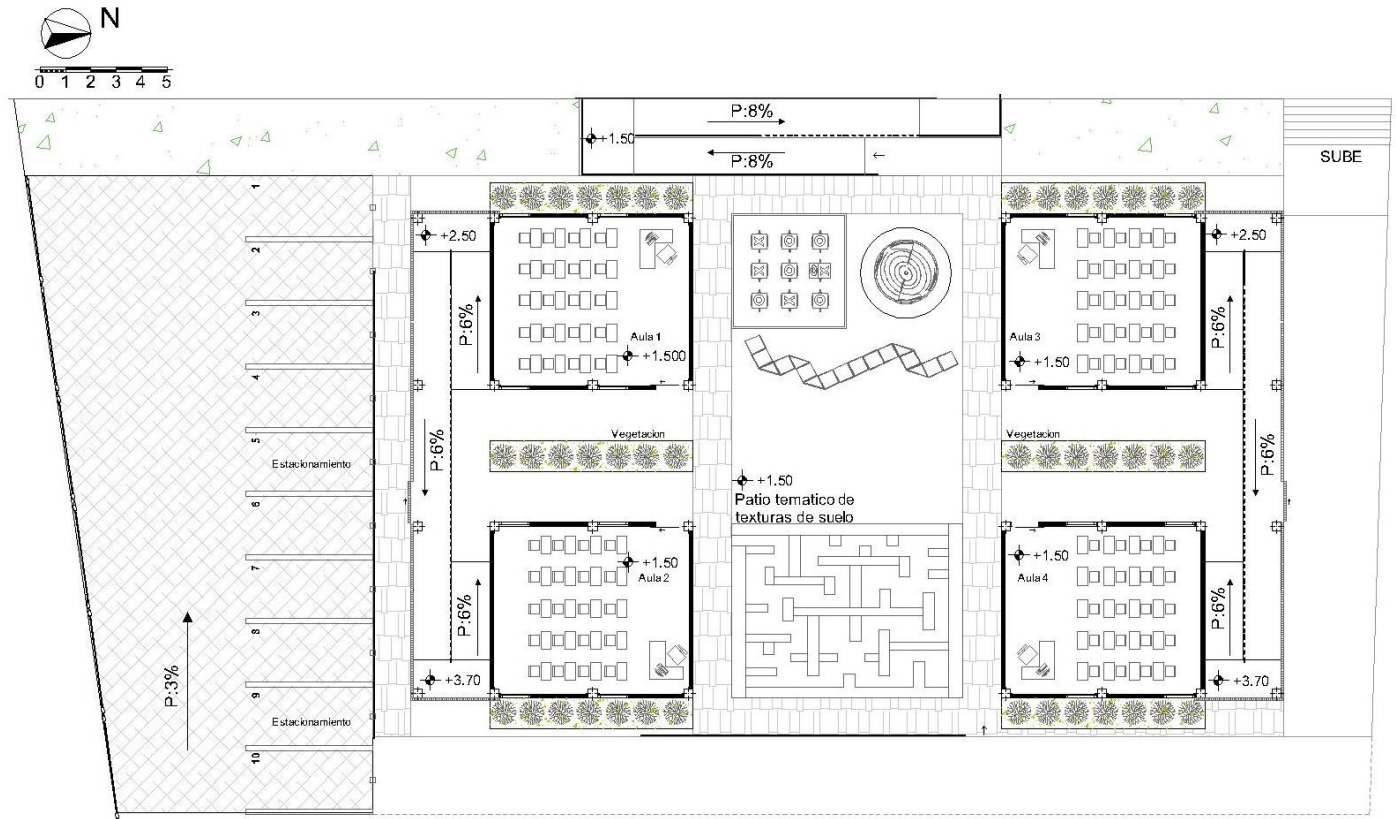 N
0 1 2 3 4 5
P:8%
+1.50
P:8%
SUBE
1
2
3
4
5
6
7
8
9
10
Estacionamiento
Estacionamiento
P:3%
+2.50
P:6%
P:6%
P:6%
+3.70
Aula 1
+1.500
Vegetacion
+1.50
Aula 2
+1.50
Patio tematico de
texturas de suelo
Aula 3
+1.50
Vegetacion
+1.50
Aula 4
+2.50
P:6%
P:6%
P:6%
+3.70